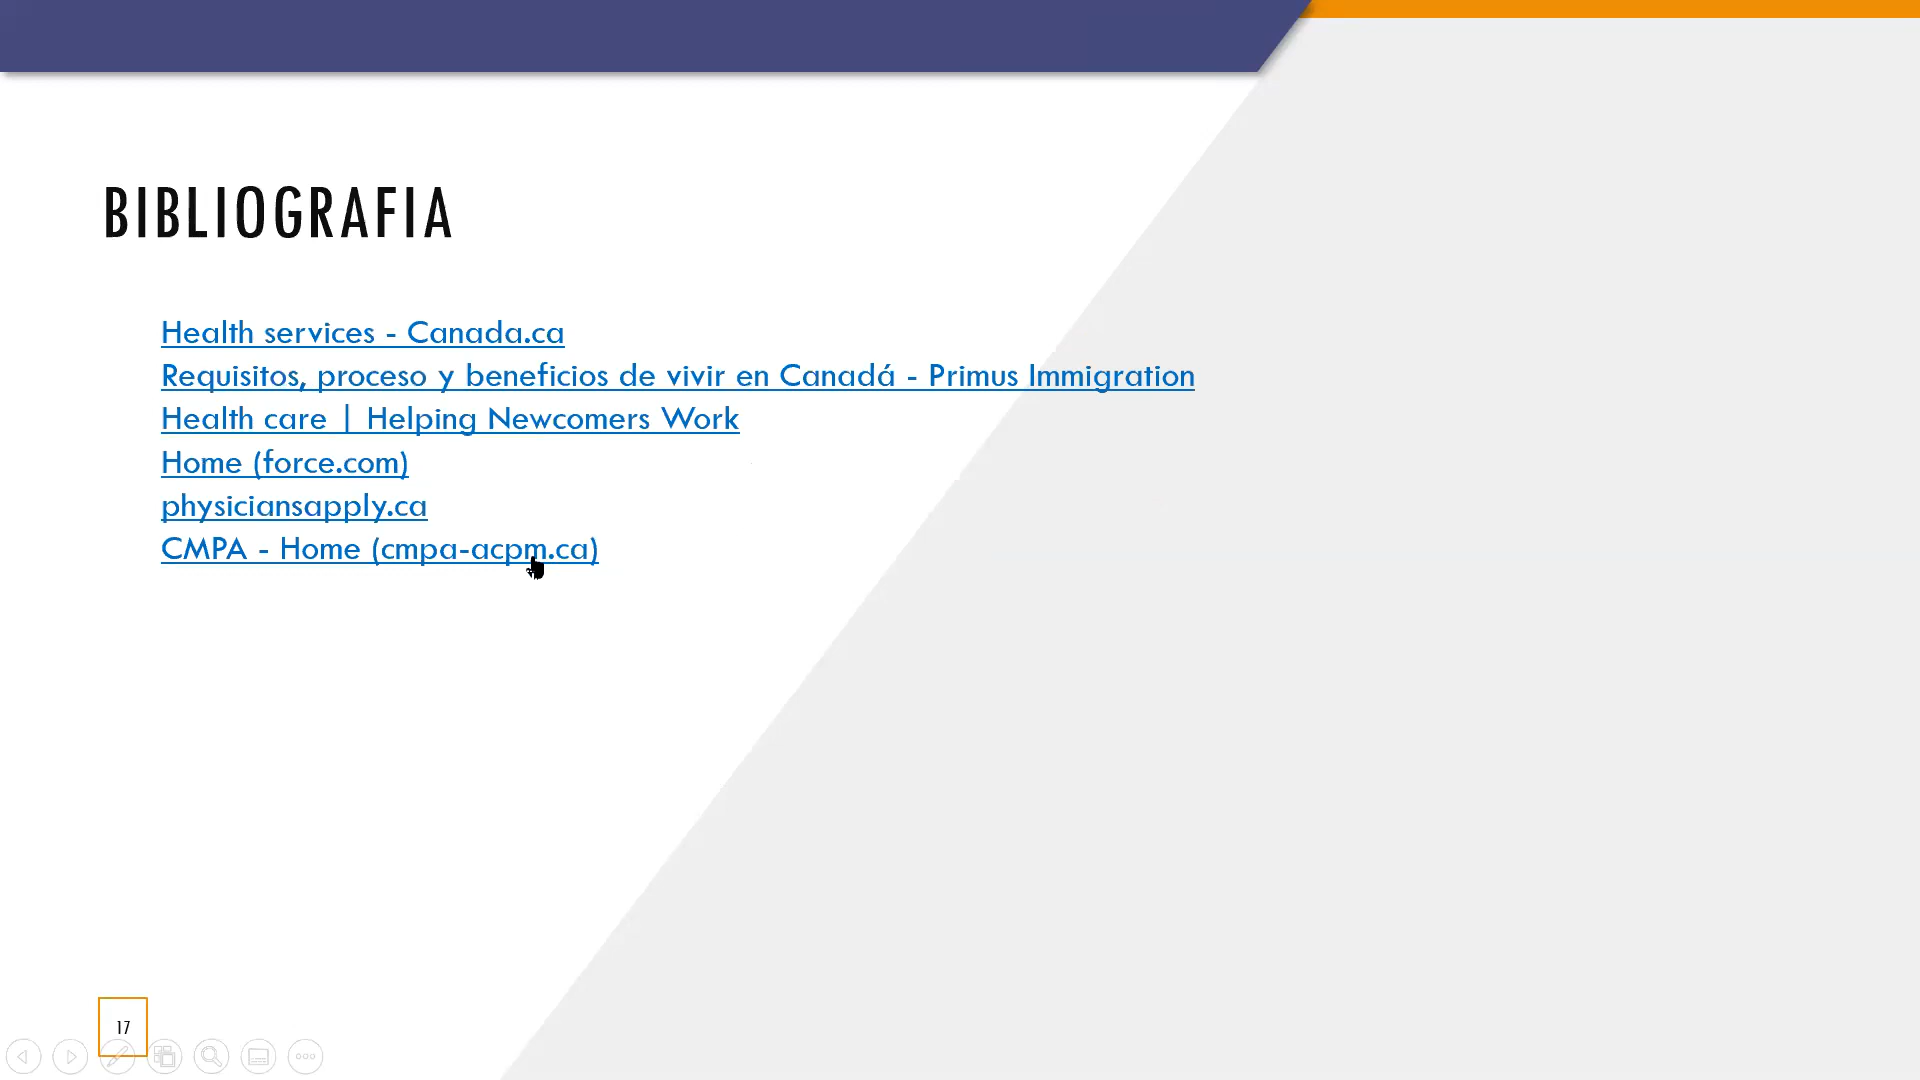 BIBLIOGRAFIA
Health services - Canada.ca
Requisitos, proceso y beneficios de vivir en Canadá - Primus Immigration
Health care | Helping Newcomers Work
Home (force.com)
physiciansapply.ca
CMPA - Home (cmpa-acpm.ca)
17